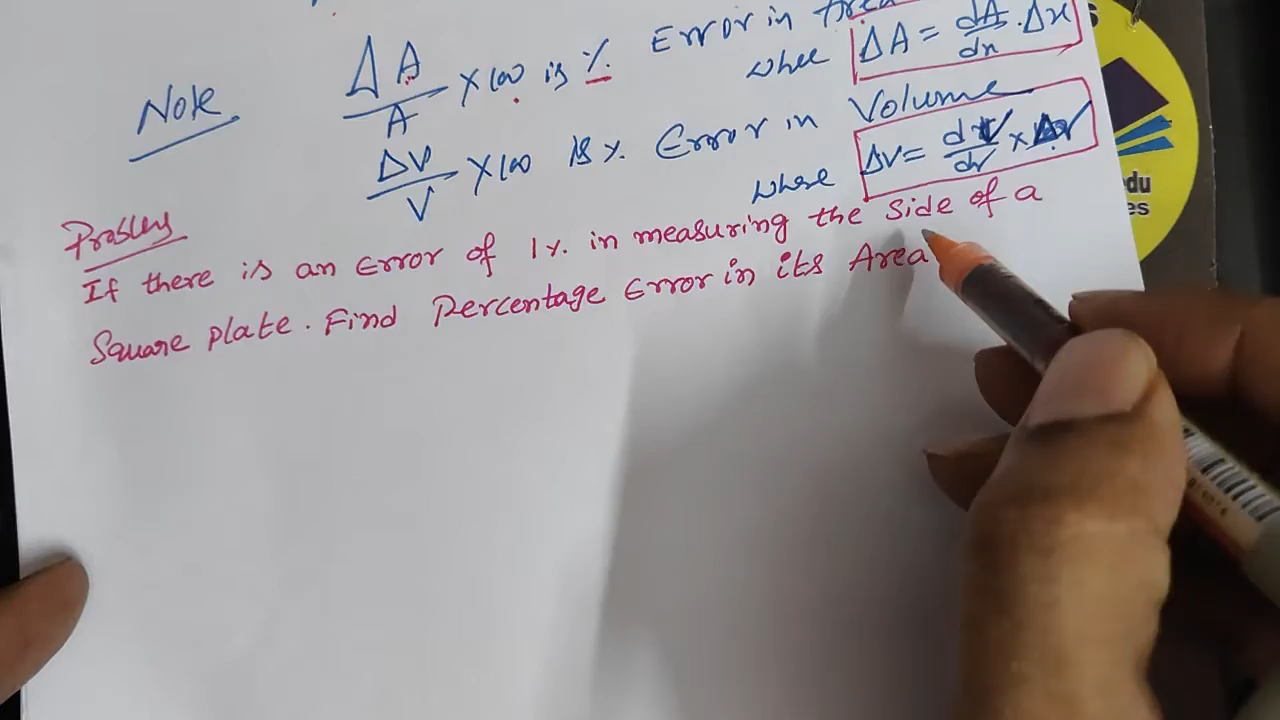 Error in Area
Note ΔA/A ×100 is % where ΔA = dA/dx . Δx
ΔV/V ×100 is %. Error in Volume
where ΔV = dV/dr ×
Problem
If there is an Error of 1%. in measuring the side of a
Square plate. Find Percentage Error in its Area
du
es